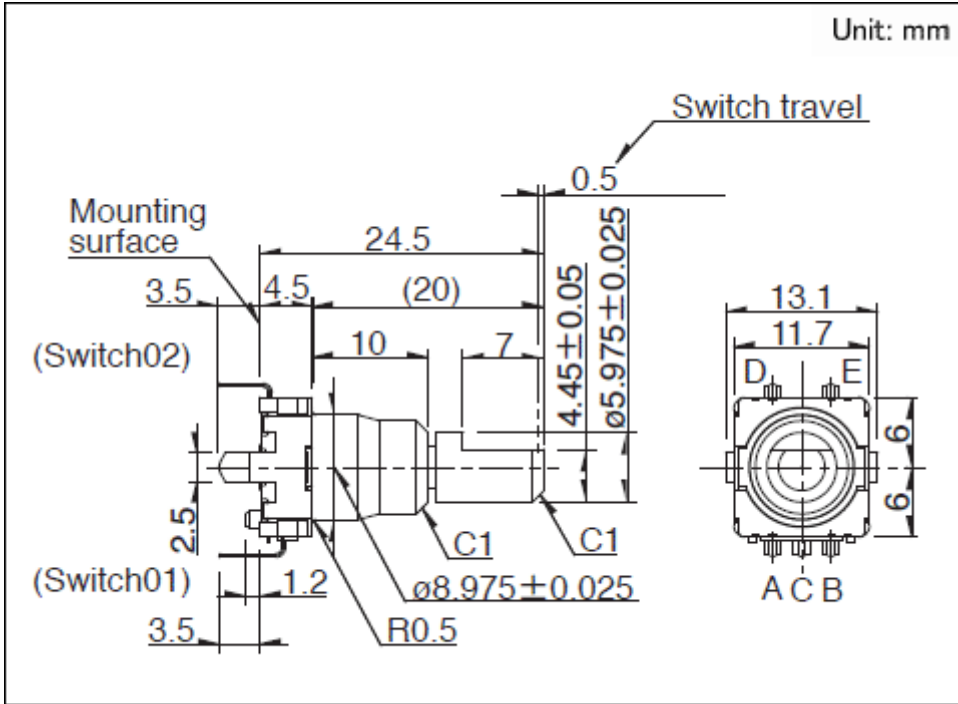 Unit: mm
Switch travel
0.5
Mounting
surface
24.5
3.5
4.5
(20)
10
7
4.45±0.05
ø5.975±0.025
13.1
11.7
(Switch02)
D
E
6
6
2.5
C1
C1
(Switch01)
1.2
ø8.975±0.025
A C B
3.5
R0.5